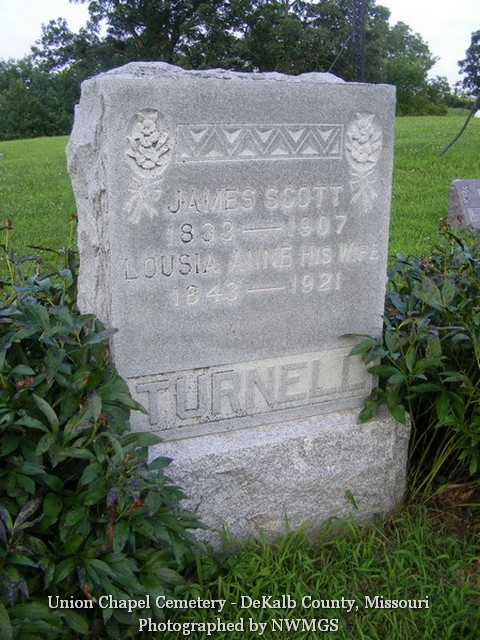 JAMES SCOTT
1833 — 1907
LOUSIA ANNE HIS WIFE
1843 — 1921
TURNELL
Union Chapel Cemetery - DeKalb County, Missouri
Photographed by NWMGS